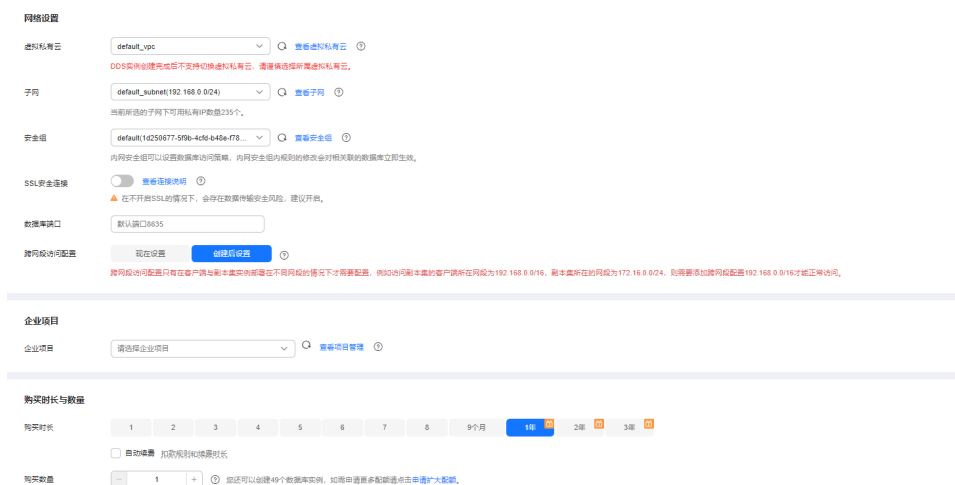 网络设置
虚拟私有云 default_vpc 查看虚拟私有云
DDS实例创建完成后不支持切换虚拟私有云，请谨慎选择所属虚拟私有云。
子网 default_subnet(192.168.0.0/24) 查看子网
当前所选的子网下可用私有IP数量235个。
安全组 default(1d250677-5f9b-4cfd-b48e-f78... 查看安全组
内网安全组可以设置数据库访问策略，内网安全组内规则的修改会对相关联的数据库立即生效。
SSL安全连接 查看连接说明
在不开启SSL的情况下，会存在数据传输安全风险，建议开启。
数据库端口 默认端口8635
跨网段访问配置 现在设置 创建后设置
跨网段访问配置只有在客户端与副本集实例部署在不同网段的情况下才需要配置，例如访问副本集的客户端所在网段为192.168.0.0/16，副本集所在的网段为172.16.0.0/24，则需要添加跨网段配置192.168.0.0/16才能正常访问。
企业项目
企业项目 请选择企业项目 查看项目管理
购买时长与数量
购买时长 1 2 3 4 5 6 7 8 9个月 1年 2年 3年
自动续费 扣款规则和续费时长
购买数量 － 1 + 您还可以创建49个数据库实例，如需申请更多配额请点击申请扩大配额。